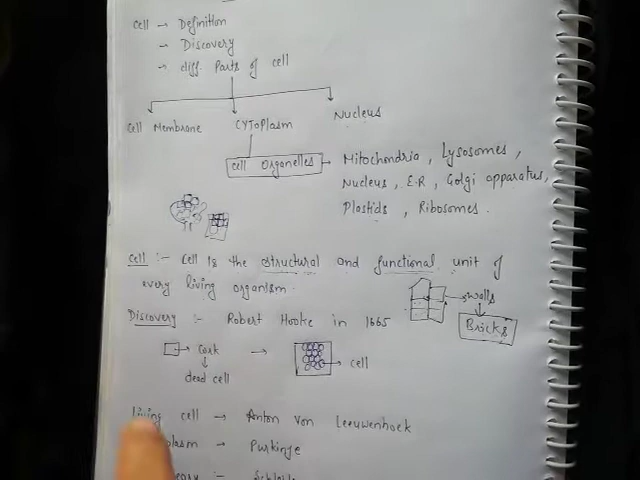 Cell → Definition
→ Discovery
→ diff. Parts of cell
Cell Membrane Cytoplasm Nucleus
Cell Organelles → Mitochondria, Lysosomes,
Nucleus, E.R, Golgi apparatus,
Plastids, Ribosomes.
Cell :- Cell is the structural and functional unit of
every living organism.
walls
Bricks
Discovery :- Robert Hooke in 1665
Cork → cell
dead cell
living cell → Anton Von Leeuwenhoek
plasm → Purkinje